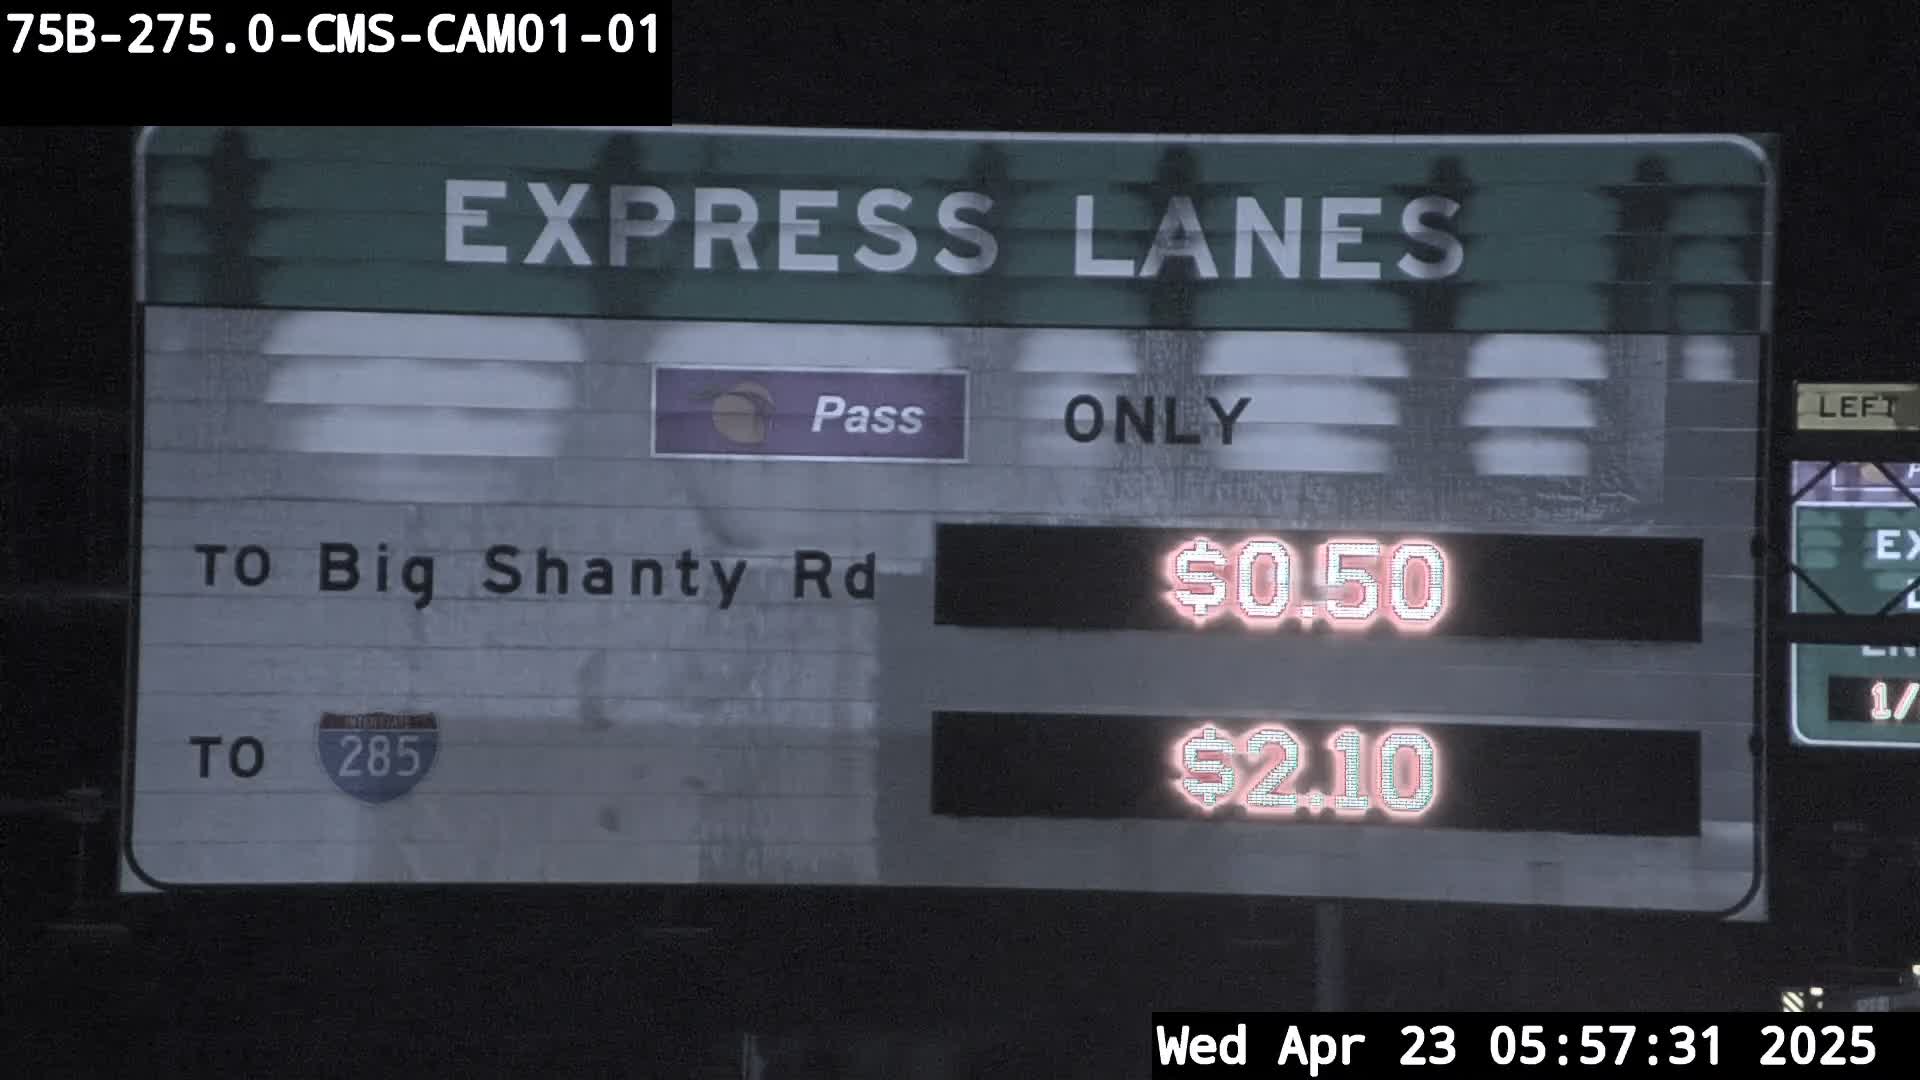 75B-275.0-CMS-CAM01-01
EXPRESS LANES
Pass ONLY
TO Big Shanty Rd $0.50
TO INTERSTATE 285 $2.10
LEFT
Wed Apr 23 05:57:31 2025